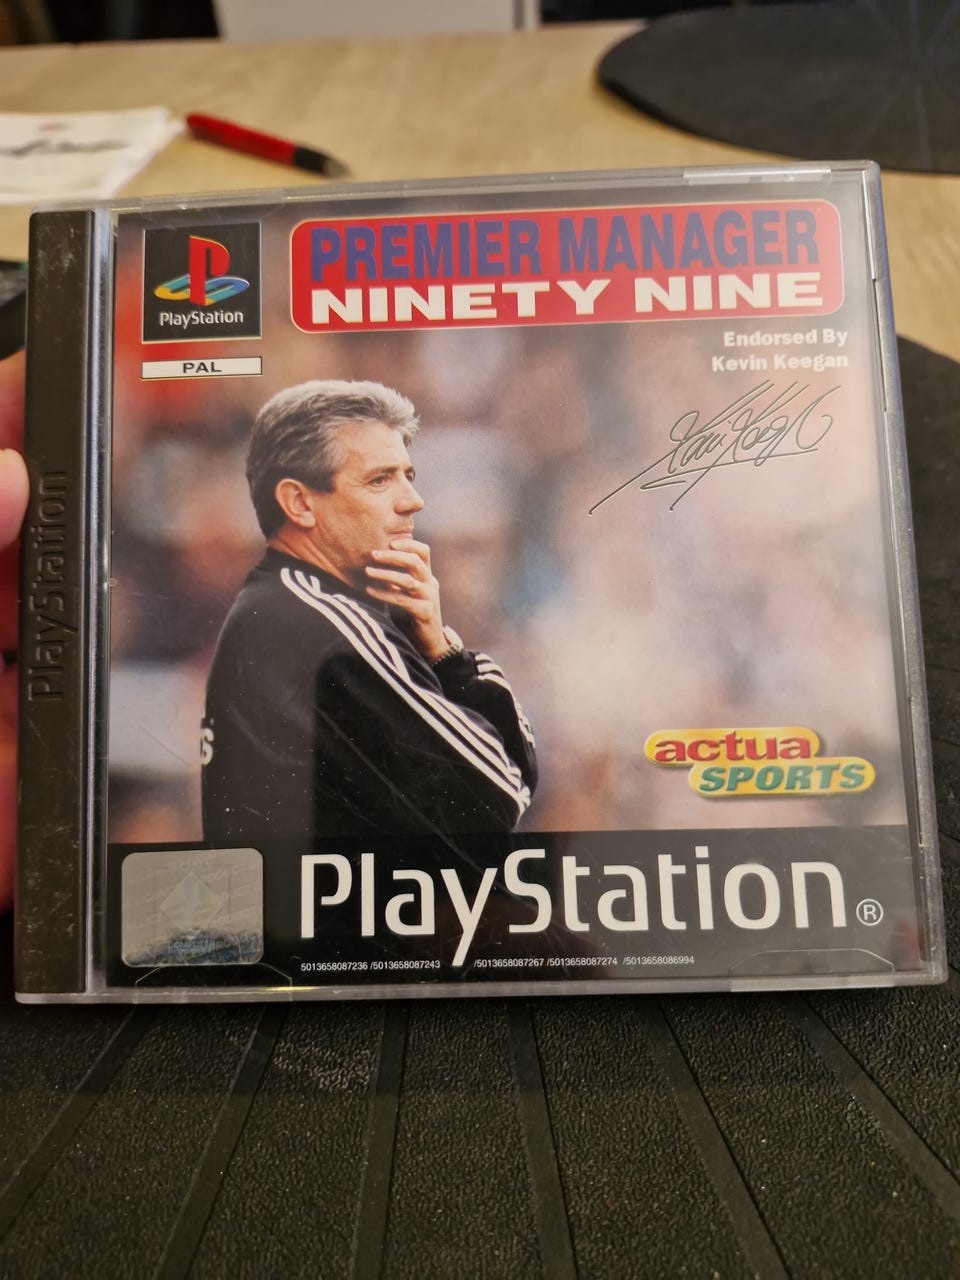 PlayStation
PAL
PREMIER MANAGER
NINETY NINE
Endorsed By
Kevin Keegan
PlayStation
actua
SPORTS
PlayStation®
5013658087236 /5013658087243 /5013658087267 /5013658087274 /5013658086994